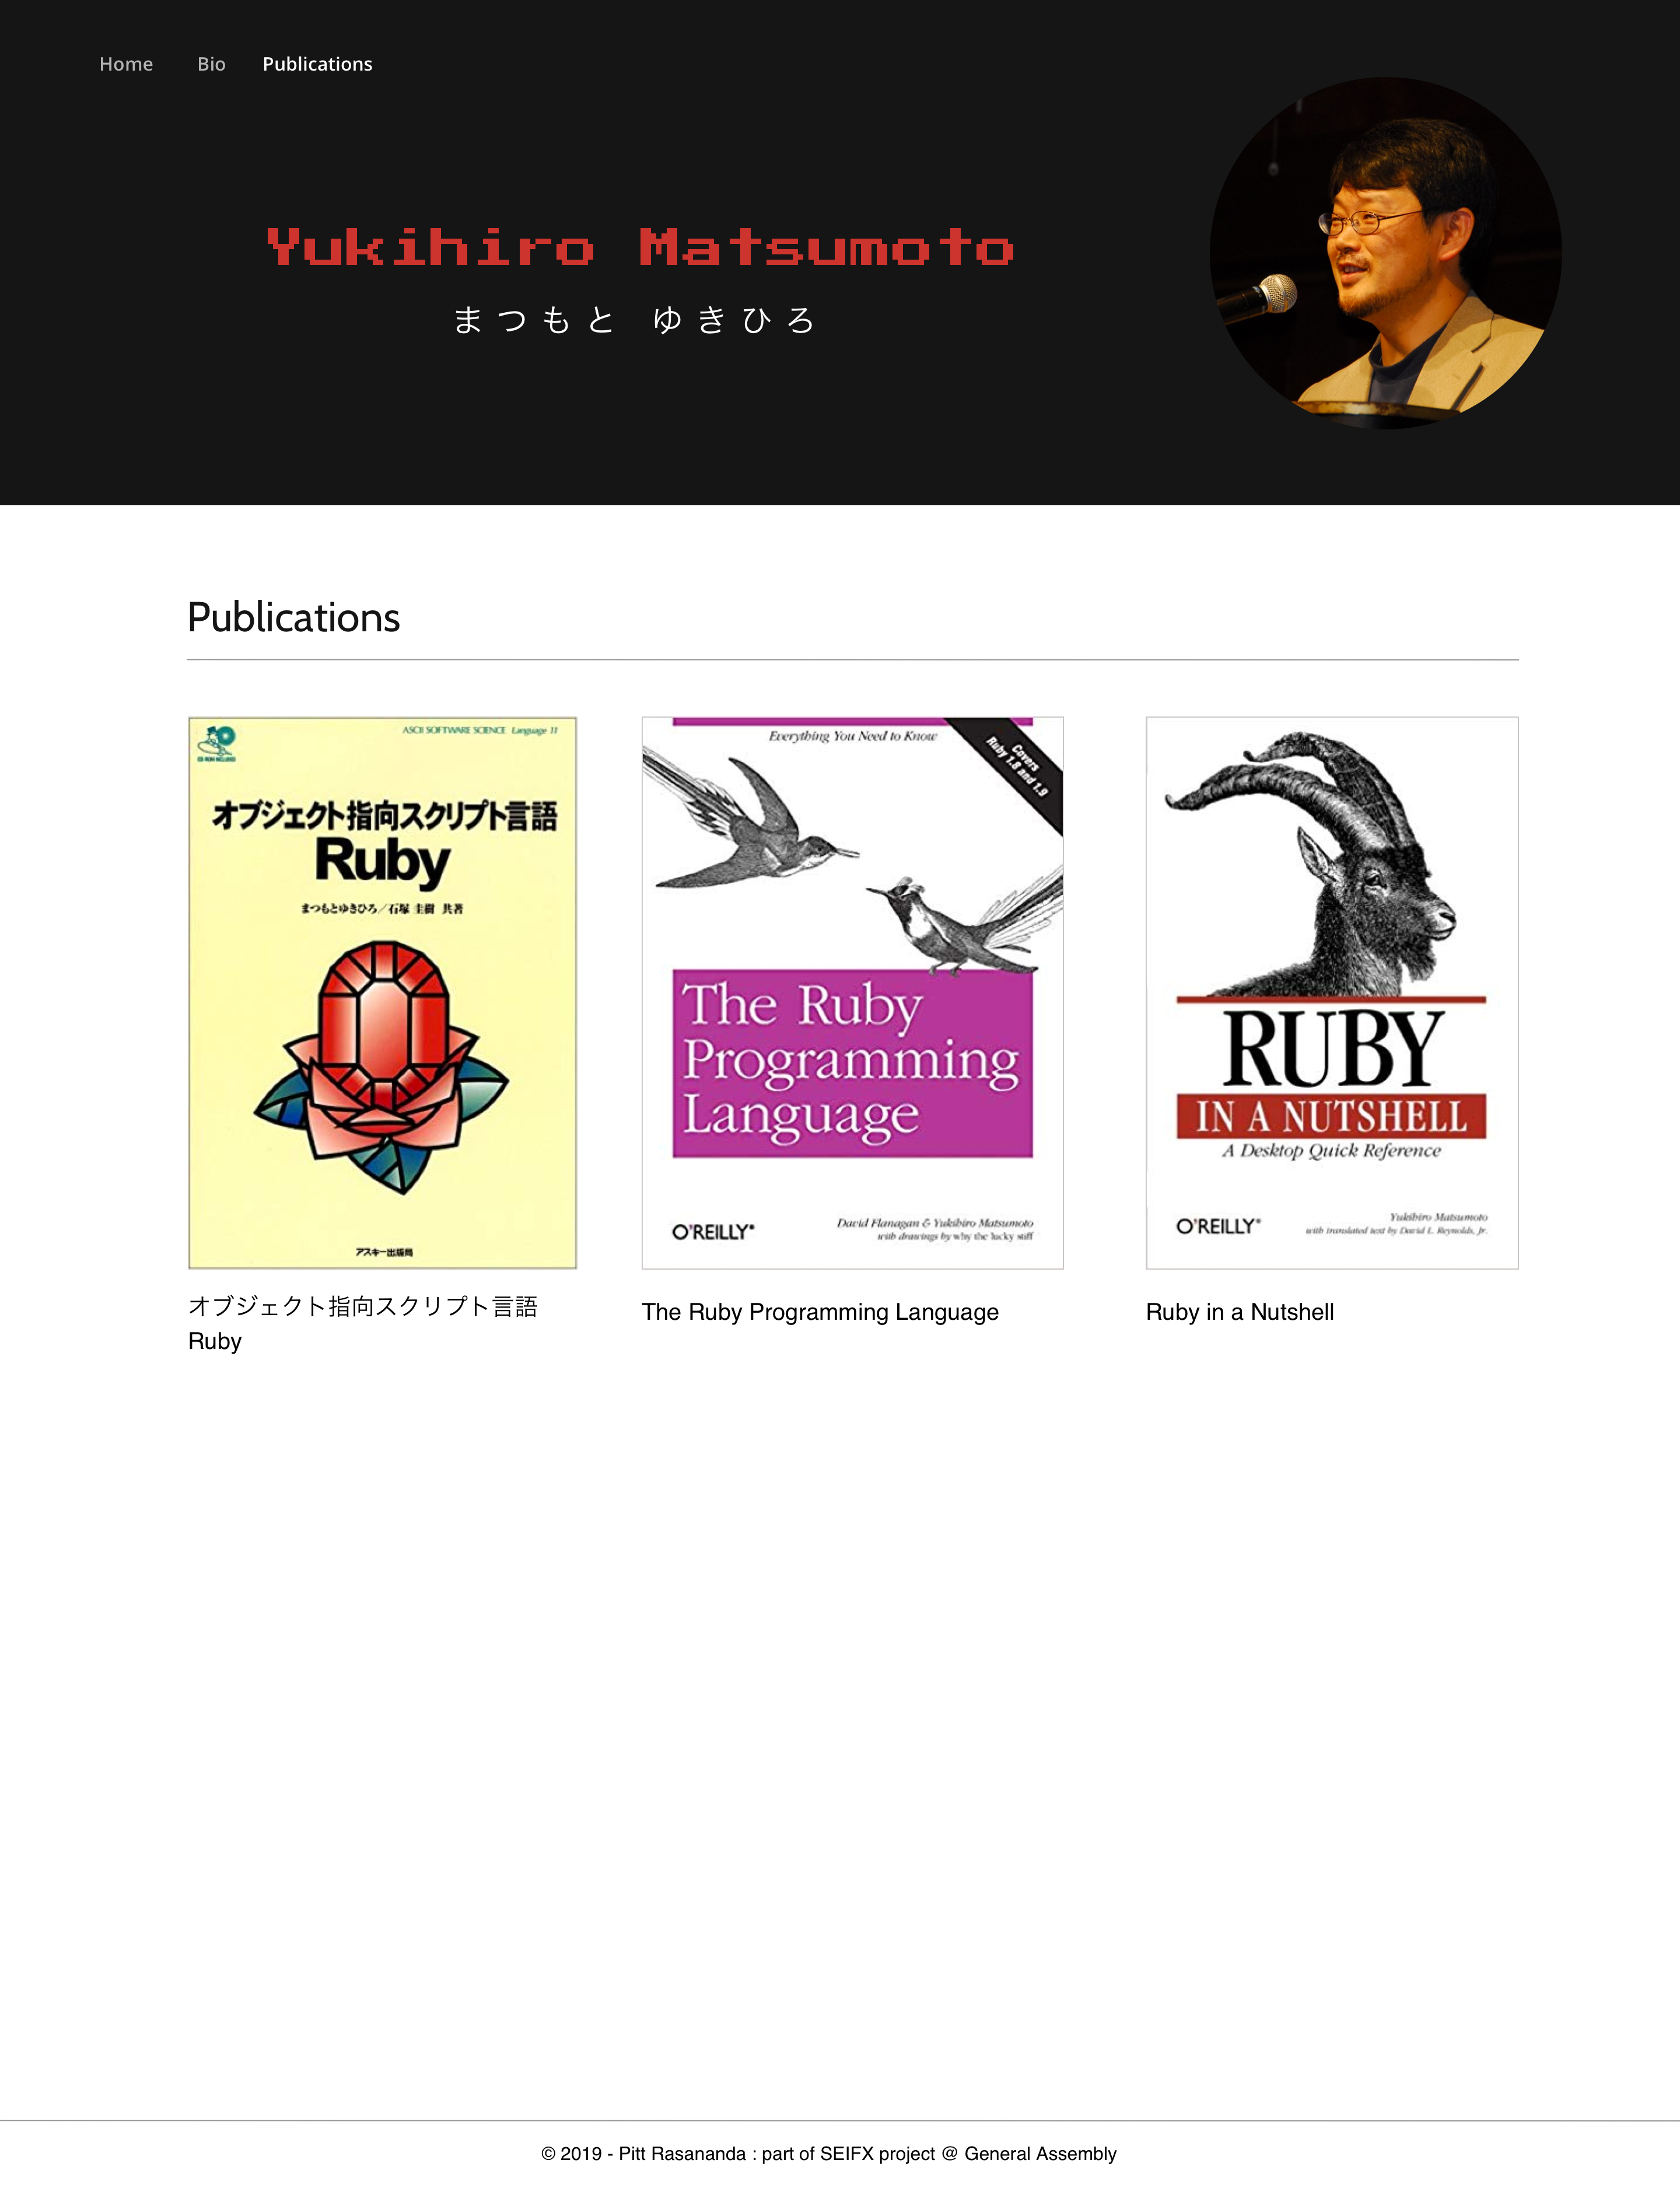 Home Bio Publications
Yukihiro Matsumoto
まつもと ゆきひろ
Publications
ASCII SOFTWARE SCIENCE Language 11
CD-ROM INCLUDED
オブジェクト指向スクリプト言語
Ruby
まつもとゆきひろ／石塚 圭樹 共著
アスキー出版局
Everything You Need to Know
Covers
Ruby 1.8 and 1.9
The Ruby
Programming
Language
O'REILLY®
David Flanagan & Yukihiro Matsumoto
with drawings by why the lucky stiff
RUBY
IN A NUTSHELL
A Desktop Quick Reference
O'REILLY®
Yukihiro Matsumoto
with translated text by David L. Reynolds, Jr.
オブジェクト指向スクリプト言語
Ruby
The Ruby Programming Language
Ruby in a Nutshell
© 2019 - Pitt Rasananda : part of SEIFX project @ General Assembly